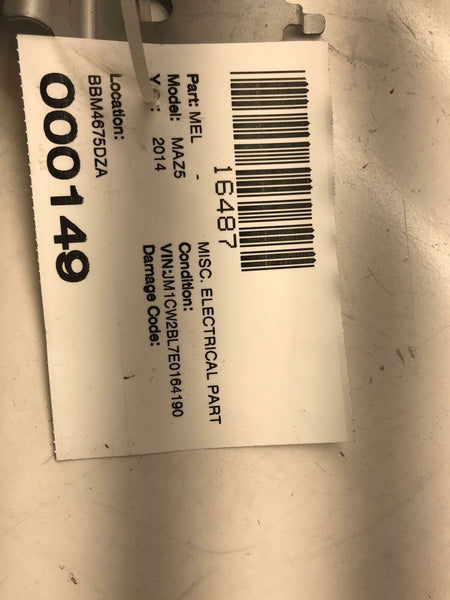 16487
Part: MEL - MISC. ELECTRICAL PART
Model: MAZ5 Condition:
2014 VIN:JM1CW2BL7E0164190
Damage Code:
Location:
BBM4675DZA
000149